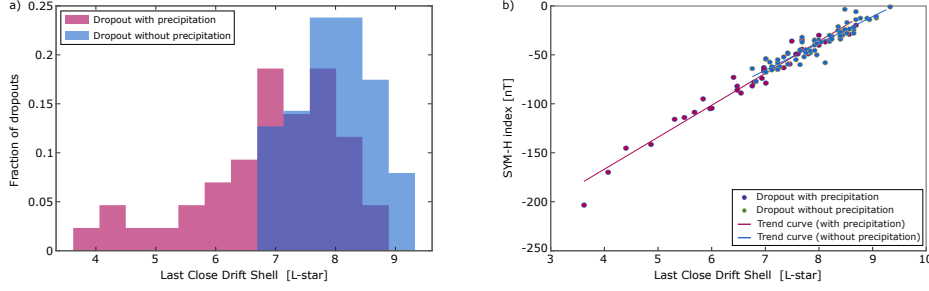 a)
Dropout with precipitation
Dropout without precipitation
Fraction of droppouts
0.25
0.2
0.15
0.1
0.05
0
4
5
6
7
8
9
Last Close Drift Shell [L-star]
b)
SYM-H index [nT]
0
-50
-100
-150
-200
-250
3
4
5
6
7
8
9
10
Last Close Drift Shell [L-star]
Dropout with precipitation
Dropout without precipitation
Trend curve (with precipitation)
Trend curve (without precipitation)